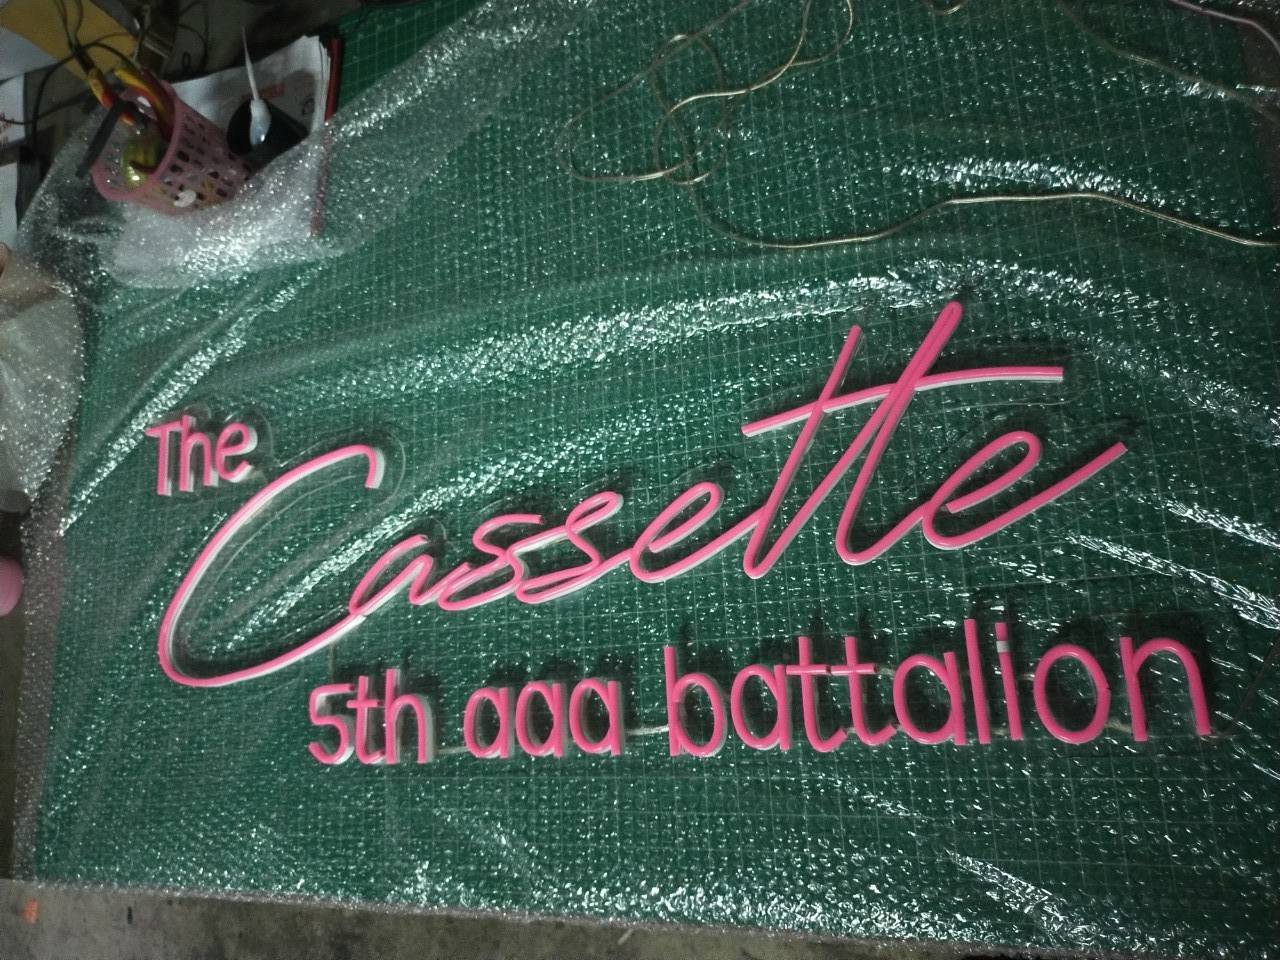 The
Cassette
5th aaa battalion